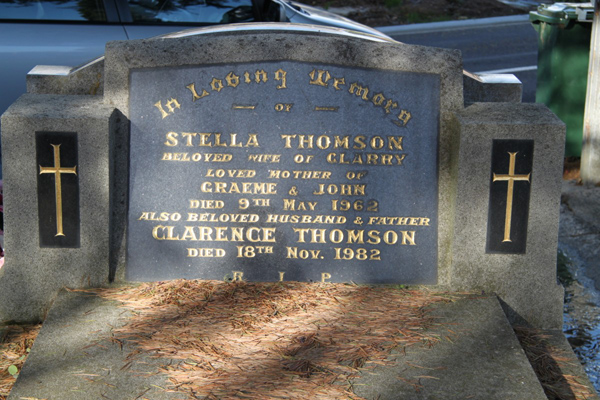 In Loving Memory
OF
STELLA THOMSON
BELOVED WIFE OF CLARRY
LOVED MOTHER OF
GRAEME & JOHN
DIED 9TH MAY 1962
ALSO BELOVED HUSBAND & FATHER
CLARENCE THOMSON
DIED 18TH NOV. 1982
R I P